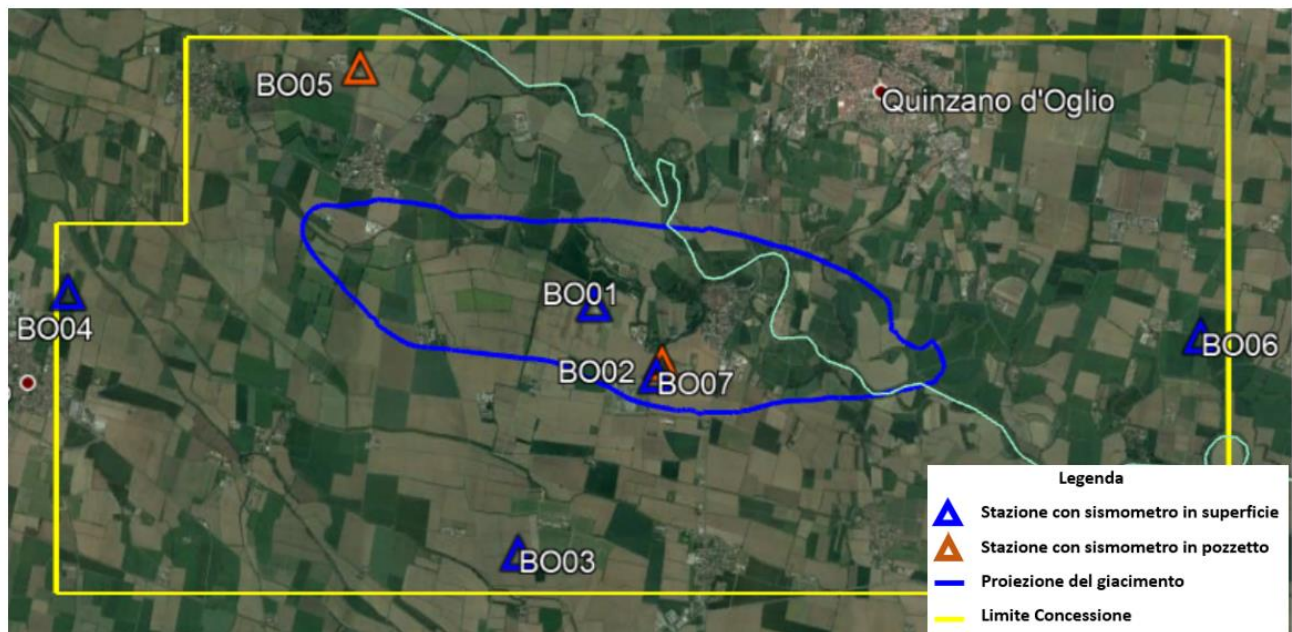 BO05
Quinzano d'Oglio
BO01
BO04
BO06
BO02
BO07
BO03
Legenda
Stazione con sismometro in superficie
Stazione con sismometro in pozzetto
Proiezione del giacimento
Limite Concessione